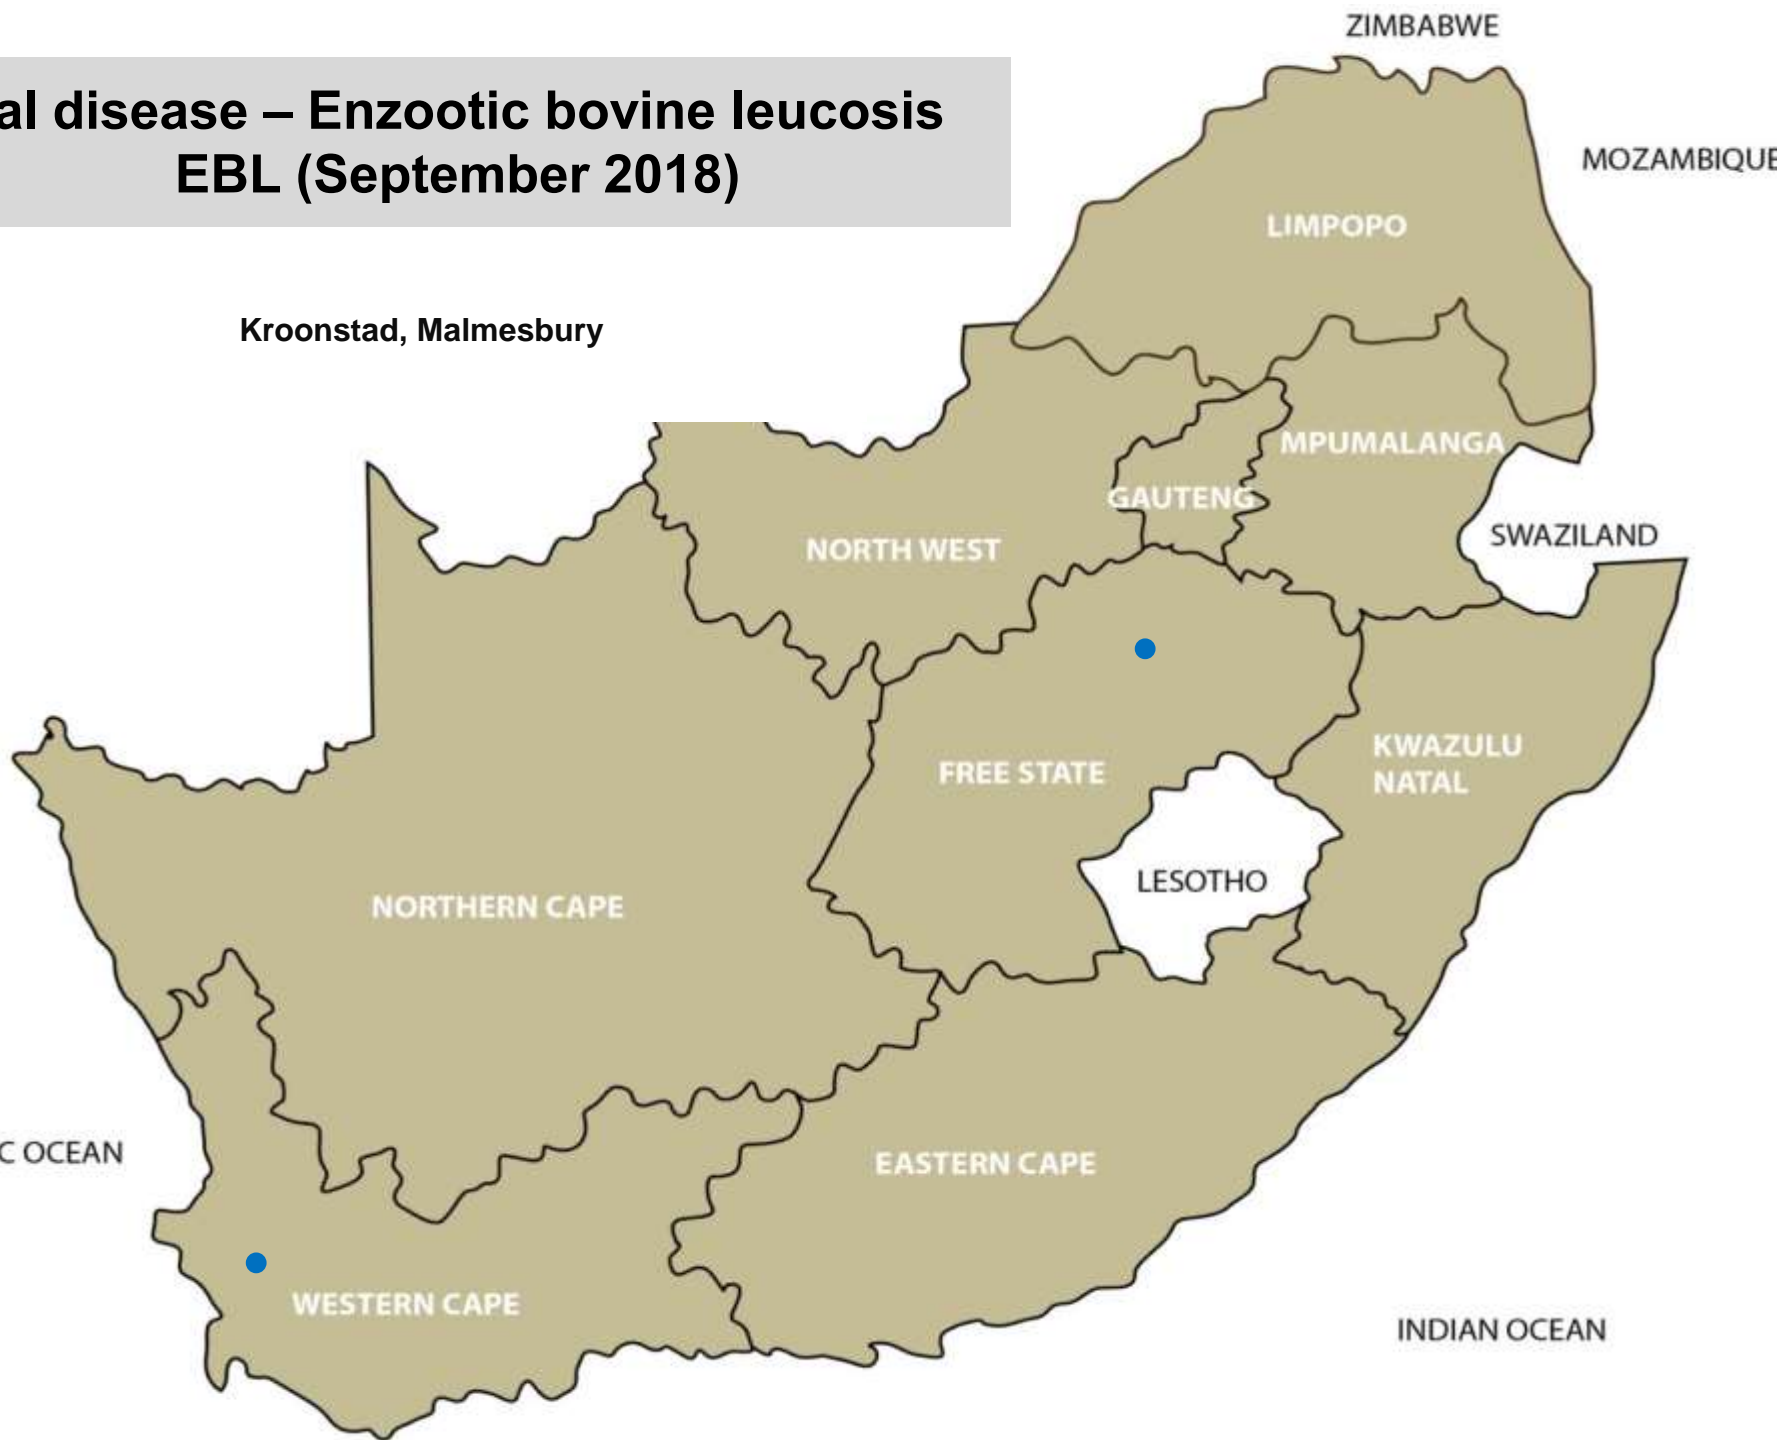 al disease – Enzootic bovine leucosis
EBL (September 2018)
Kroonstad, Malmesbury
ZIMBABWE
MOZAMBIQUE
LIMPOPO
MPUMALANGA
GAUTENG
SWAZILAND
NORTH WEST
KWAZULU
NATAL
FREE STATE
LESOTHO
NORTHERN CAPE
C OCEAN
EASTERN CAPE
WESTERN CAPE
INDIAN OCEAN